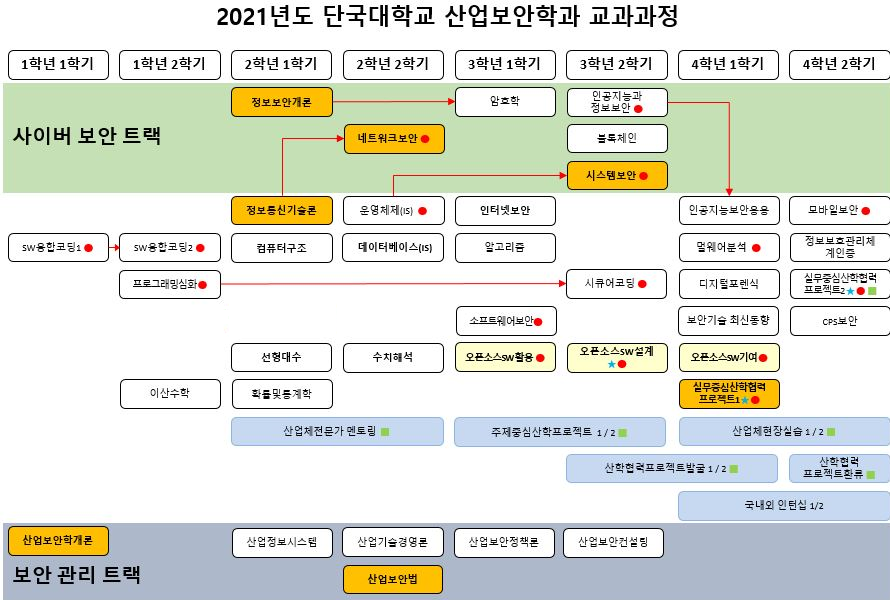 2021년도 단국대학교 산업보안학과 교과과정
1학년 1학기
1학년 2학기
2학년 1학기
2학년 2학기
3학년 1학기
3학년 2학기
4학년 1학기
4학년 2학기
사이버 보안 트랙
정보보안개론
암호학
인공지능과
정보보안
네트워크보안
블록체인
시스템보안
정보통신기술론
운영체제(IS)
인터넷보안
인공지능보안응용
모바일보안
SW융합코딩1
SW융합코딩2
컴퓨터구조
데이터베이스(IS)
알고리즘
멀웨어분석
정보보호관리체
계인증
프로그래밍심화
시큐어코딩
디지털포렌식
실무중심산학협력
프로젝트2
소프트웨어보안
보안기술 최신동향
CPS보안
선형대수
수치해석
오픈소스SW활용
오픈소스SW설계
오픈소스SW기여
이산수학
확률및통계학
실무중심산학협력
프로젝트1
산업체전문가 멘토링
주제중심산학프로젝트 1 / 2
산업체현장실습 1 / 2
산학협력프로젝트발굴 1 / 2
산학협력
프로젝트환류
국내외 인턴십 1/2
산업보안학개론
산업정보시스템
산업기술경영론
산업보안정책론
산업보안컨설팅
보안 관리 트랙
산업보안법